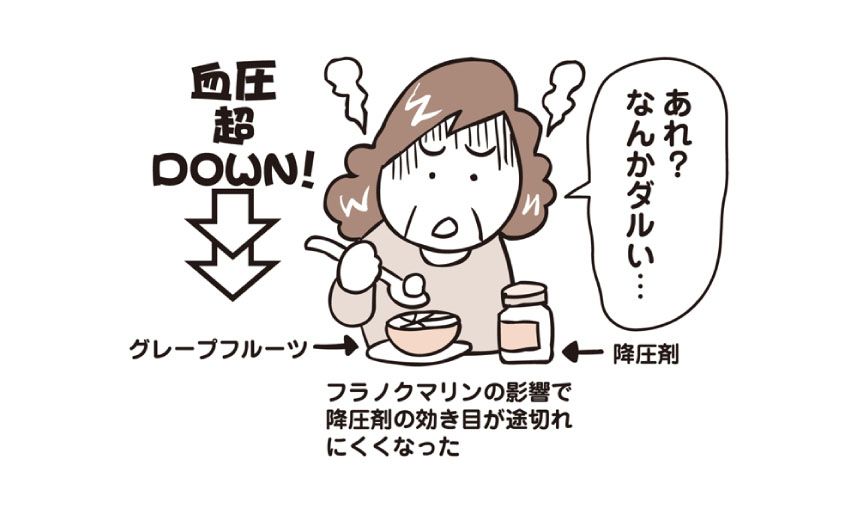 血圧
超
DOWN!
あれ?
なんかダルい…
グレープフルーツ
降圧剤
フラノクマリンの影響で
降圧剤の効き目が途切れ
にくくなった